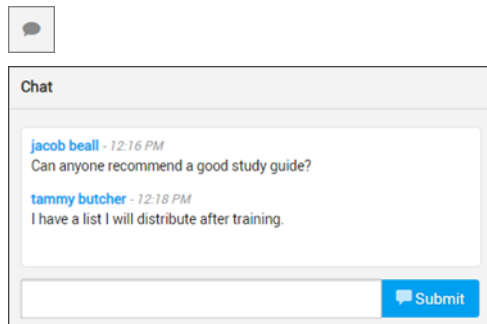 Chat
jacob beall - 12:16 PM
Can anyone recommend a good study guide?
tammy butcher - 12:18 PM
I have a list I will distribute after training.
Submit